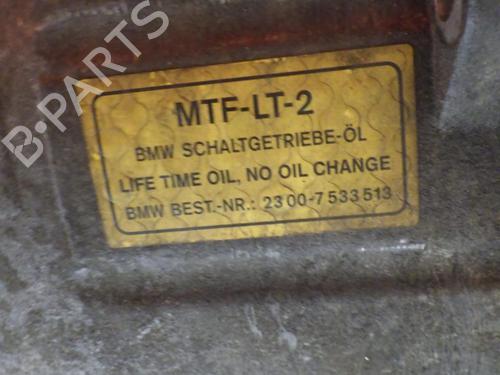 B-PARTS
MTF-LT-2
BMW SCHALTGETRIEBE-ÖL
LIFE TIME OIL, NO OIL CHANGE
BMW BEST.-NR.: 23 00-7 533 513